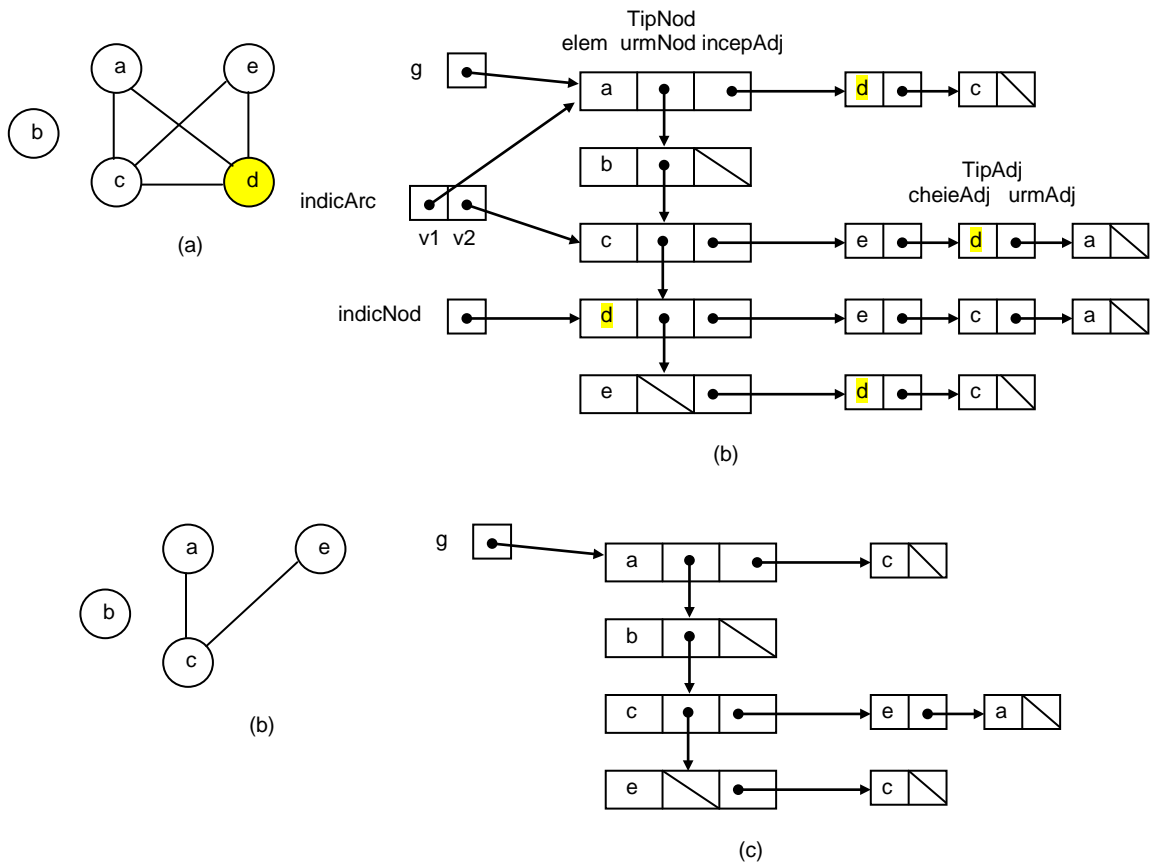 TipNod
elem urmNod incepAdj
a e
g
a d c
b
b
TipAdj
cheieAdj urmAdj
c d
indicArc
v1 v2
c e d a
(a)
indicNod
d e c a
e d c
(b)
g
a e
a c
b
b
c
c e a
(b)
e c
(c)